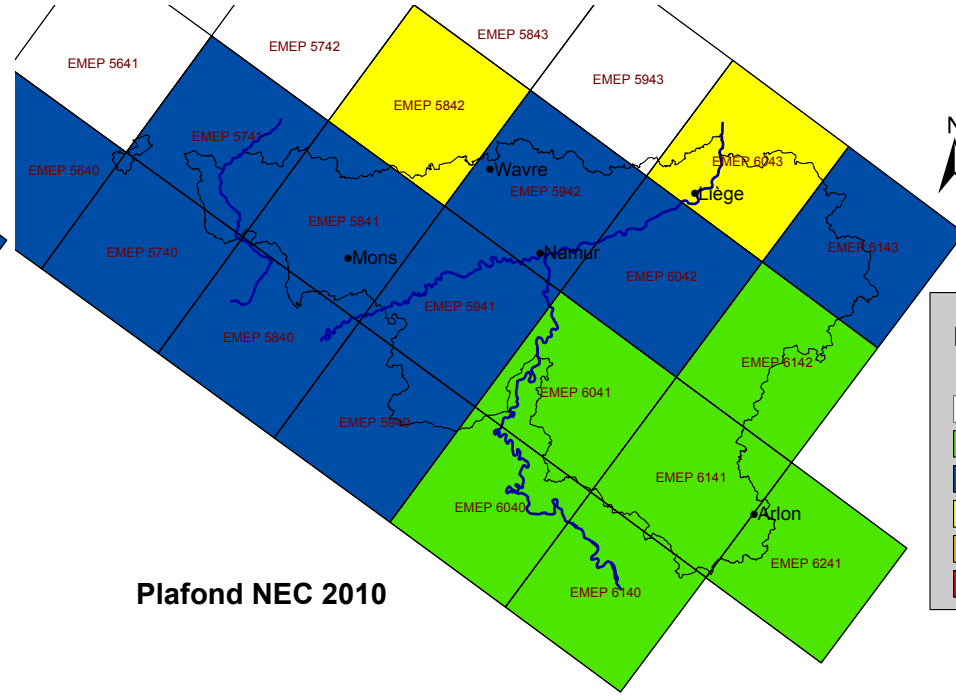 EMEP 5843
EMEP 5742
EMEP 5641
EMEP 5943
EMEP 5842
N
EMEP 5741
EMEP 6043
EMEP 5640
Wavre
EMEP 5942
Liège
EMEP 5841
EMEP 6143
EMEP 5740
Mons
Namur
EMEP 6042
EMEP 5941
EMEP 5840
EMEP 6142
EMEP 6041
EMEP 5940
EMEP 6141
EMEP 6040
Arlon
EMEP 6241
EMEP 6140
Plafond NEC 2010